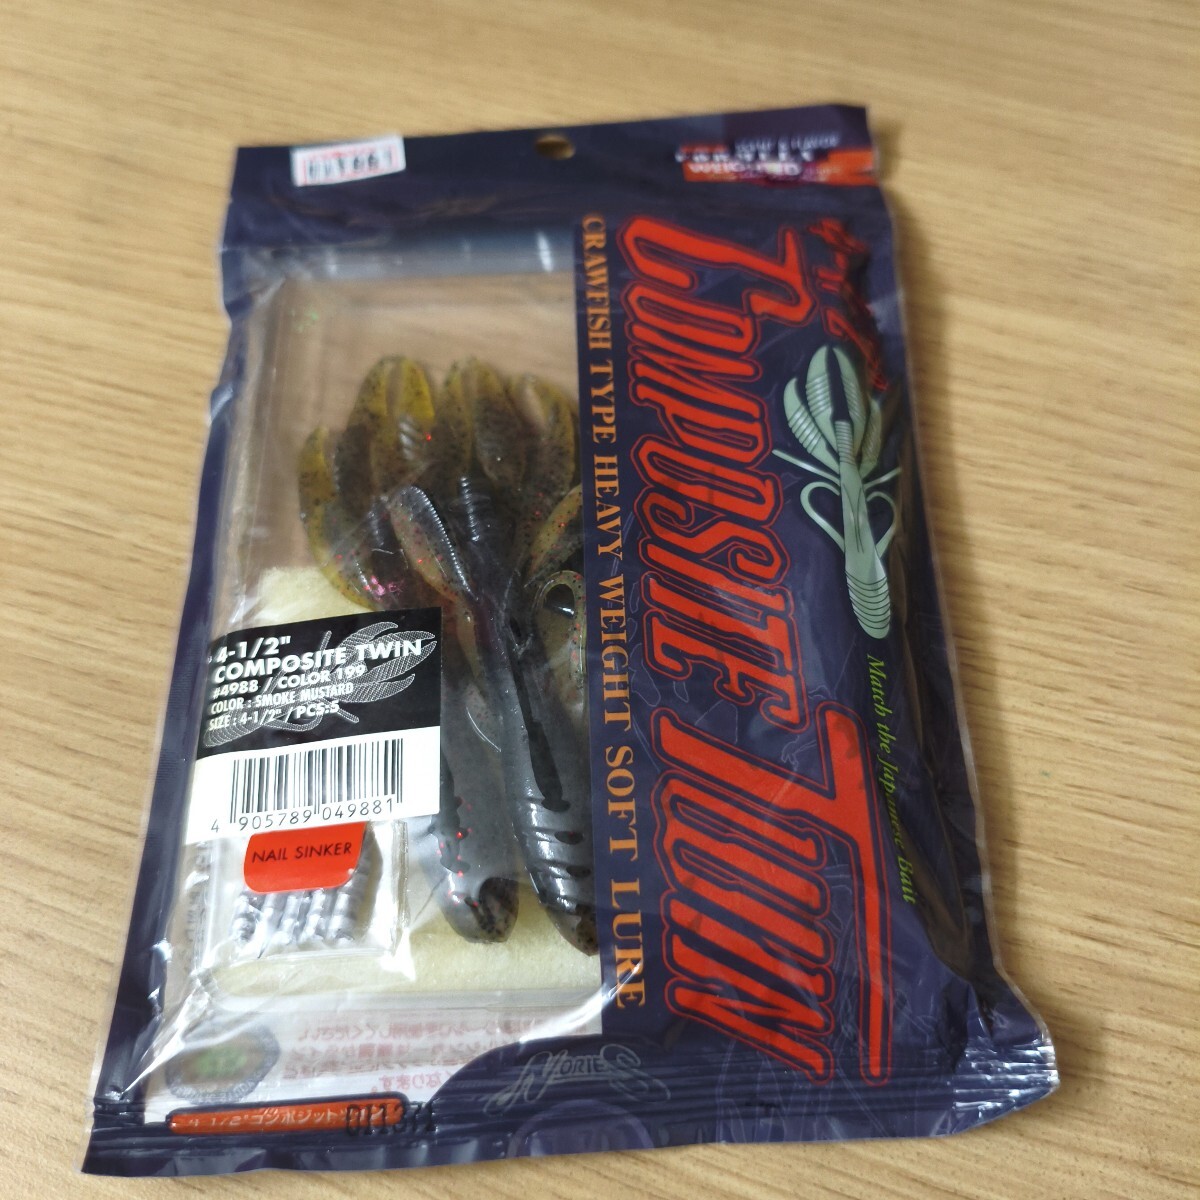 COMPOSITE TWIN
CRAWFISH TYPE HEAVY WEIGHT SOFT LURE
Match the Japanese Bait
4-1/2"
COMPOSITE TWIN
#4988 / COLOR 199
COLOR : SMOKE MUSTARD
SIZE : 4-1/2" / PCS:5
4 905789 049881
NAIL SINKER
NORIES
4-1/2" コンポジットツイン